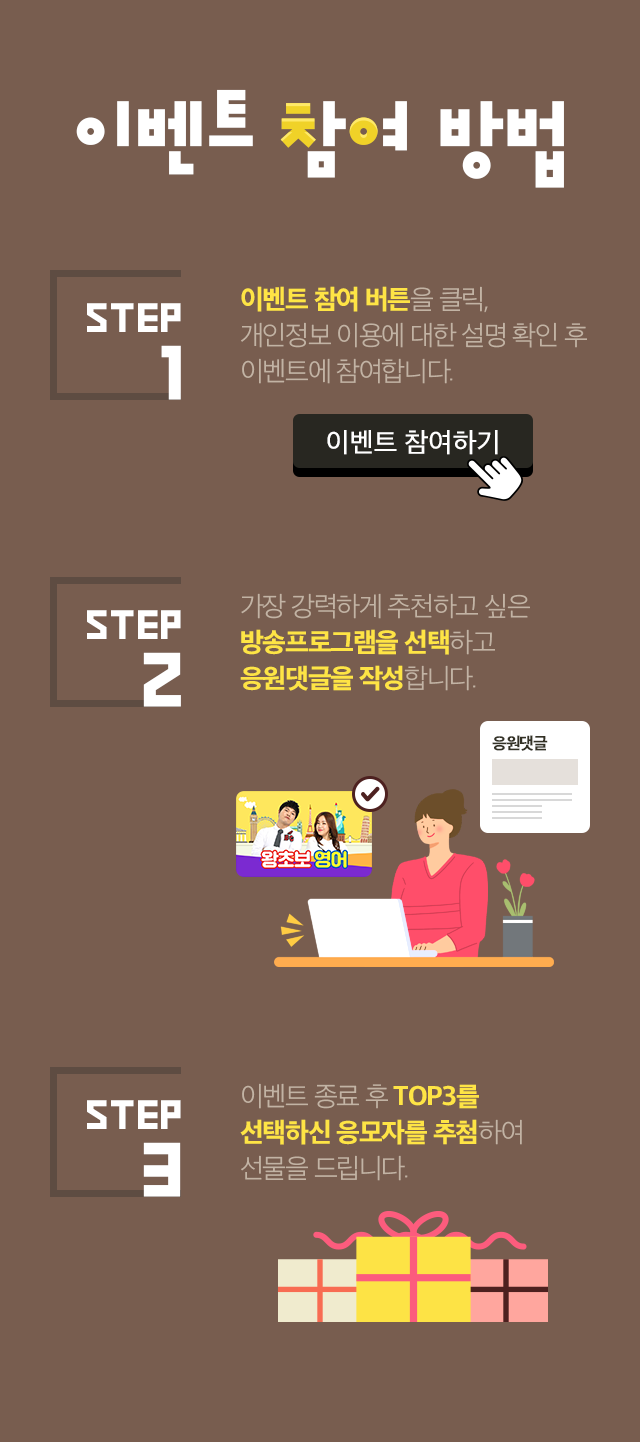 이벤트 참여 방법
STEP
1
이벤트 참여 버튼을 클릭,
개인정보 이용에 대한 설명 확인 후
이벤트에 참여합니다.
이벤트 참여하기
STEP
2
가장 강력하게 추천하고 싶은
방송프로그램을 선택하고
응원댓글을 작성합니다.
응원댓글
왕초보 영어
STEP
3
이벤트 종료 후 TOP3를
선택하신 응모자를 추첨하여
선물을 드립니다.